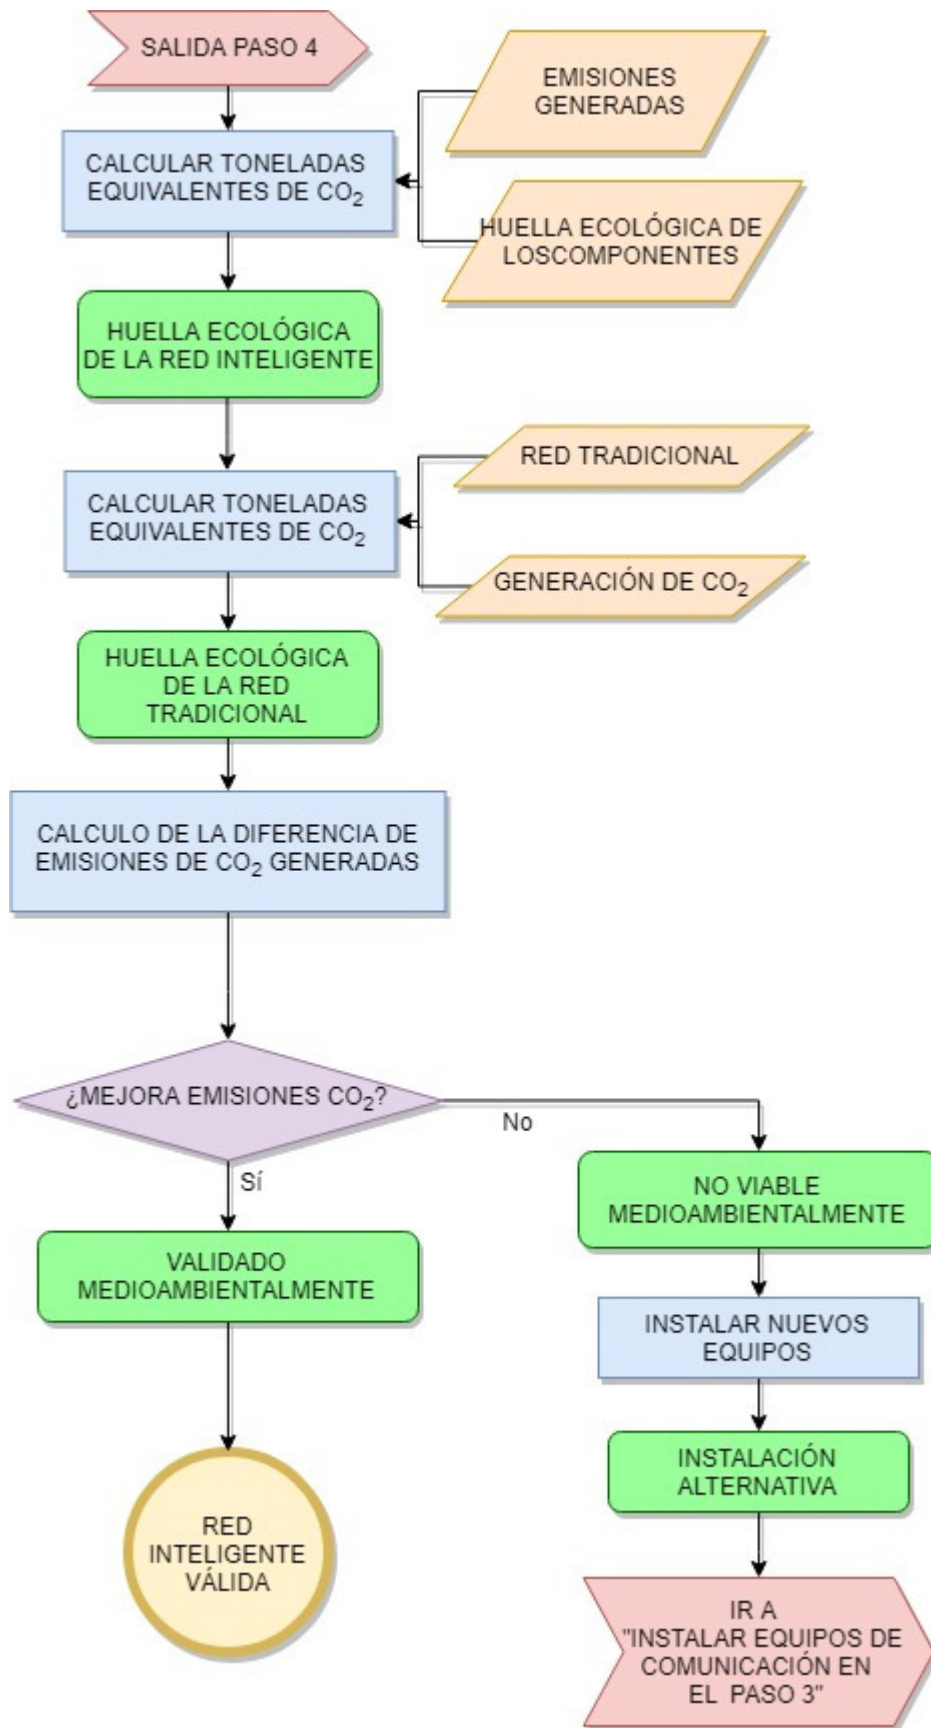 SALIDA PASO 4
EMISIONES
GENERADAS
CALCULAR TONELADAS
EQUIVALENTES DE CO₂
HUELLA ECOLÓGICA DE
LOSCOMPONENTES
HUELLA ECOLÓGICA
DE LA RED INTELIGENTE
RED TRADICIONAL
CALCULAR TONELADAS
EQUIVALENTES DE CO₂
GENERACIÓN DE CO₂
HUELLA ECOLÓGICA
DE LA RED
TRADICIONAL
CALCULO DE LA DIFERENCIA DE
EMISIONES DE CO₂ GENERADAS
¿MEJORA EMISIONES CO₂?
No
Sí
NO VIABLE
MEDIOAMBIENTALMENTE
VALIDADO
MEDIOAMBIENTALMENTE
INSTALAR NUEVOS
EQUIPOS
INSTALACIÓN
ALTERNATIVA
RED
INTELIGENTE
VÁLIDA
IR A
"INSTALAR EQUIPOS DE
COMUNICACIÓN EN
EL PASO 3"